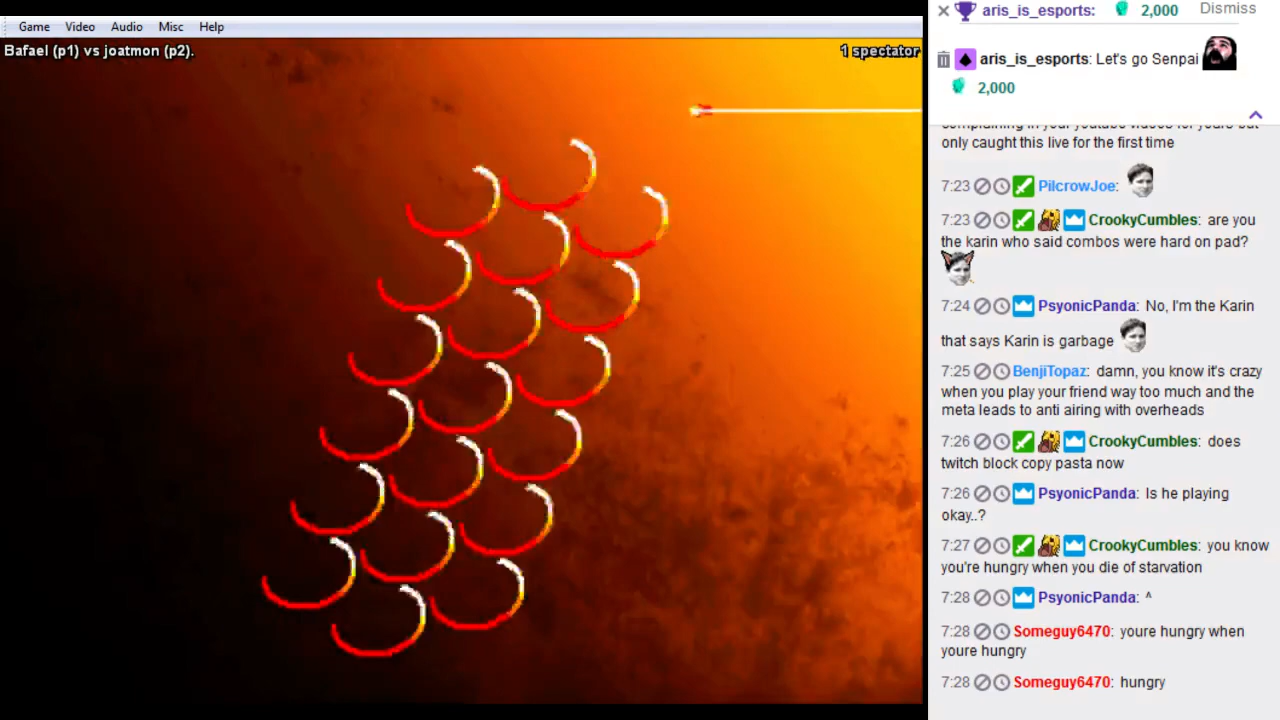 Game Video Audio Misc Help
Bafael (p1) vs joatmon (p2).
1 spectator
aris_is_esports: 2,000 Dismiss
aris_is_esports: Let's go Senpai
2,000
only caught this live for the first time
7:23 PilcrowJoe:
7:23 CrookyCumbles: are you
the karin who said combos were hard on pad?
7:24 PsyonicPanda: No, I'm the Karin
that says Karin is garbage
7:25 BenjiTopaz: damn, you know it's crazy
when you play your friend way too much and the
meta leads to anti airing with overheads
7:26 CrookyCumbles: does
twitch block copy pasta now
7:26 PsyonicPanda: Is he playing
okay..?
7:27 CrookyCumbles: you know
you're hungry when you die of starvation
7:28 PsyonicPanda: ^
7:28 Someguy6470: youre hungry when
youre hungry
7:28 Someguy6470: hungry